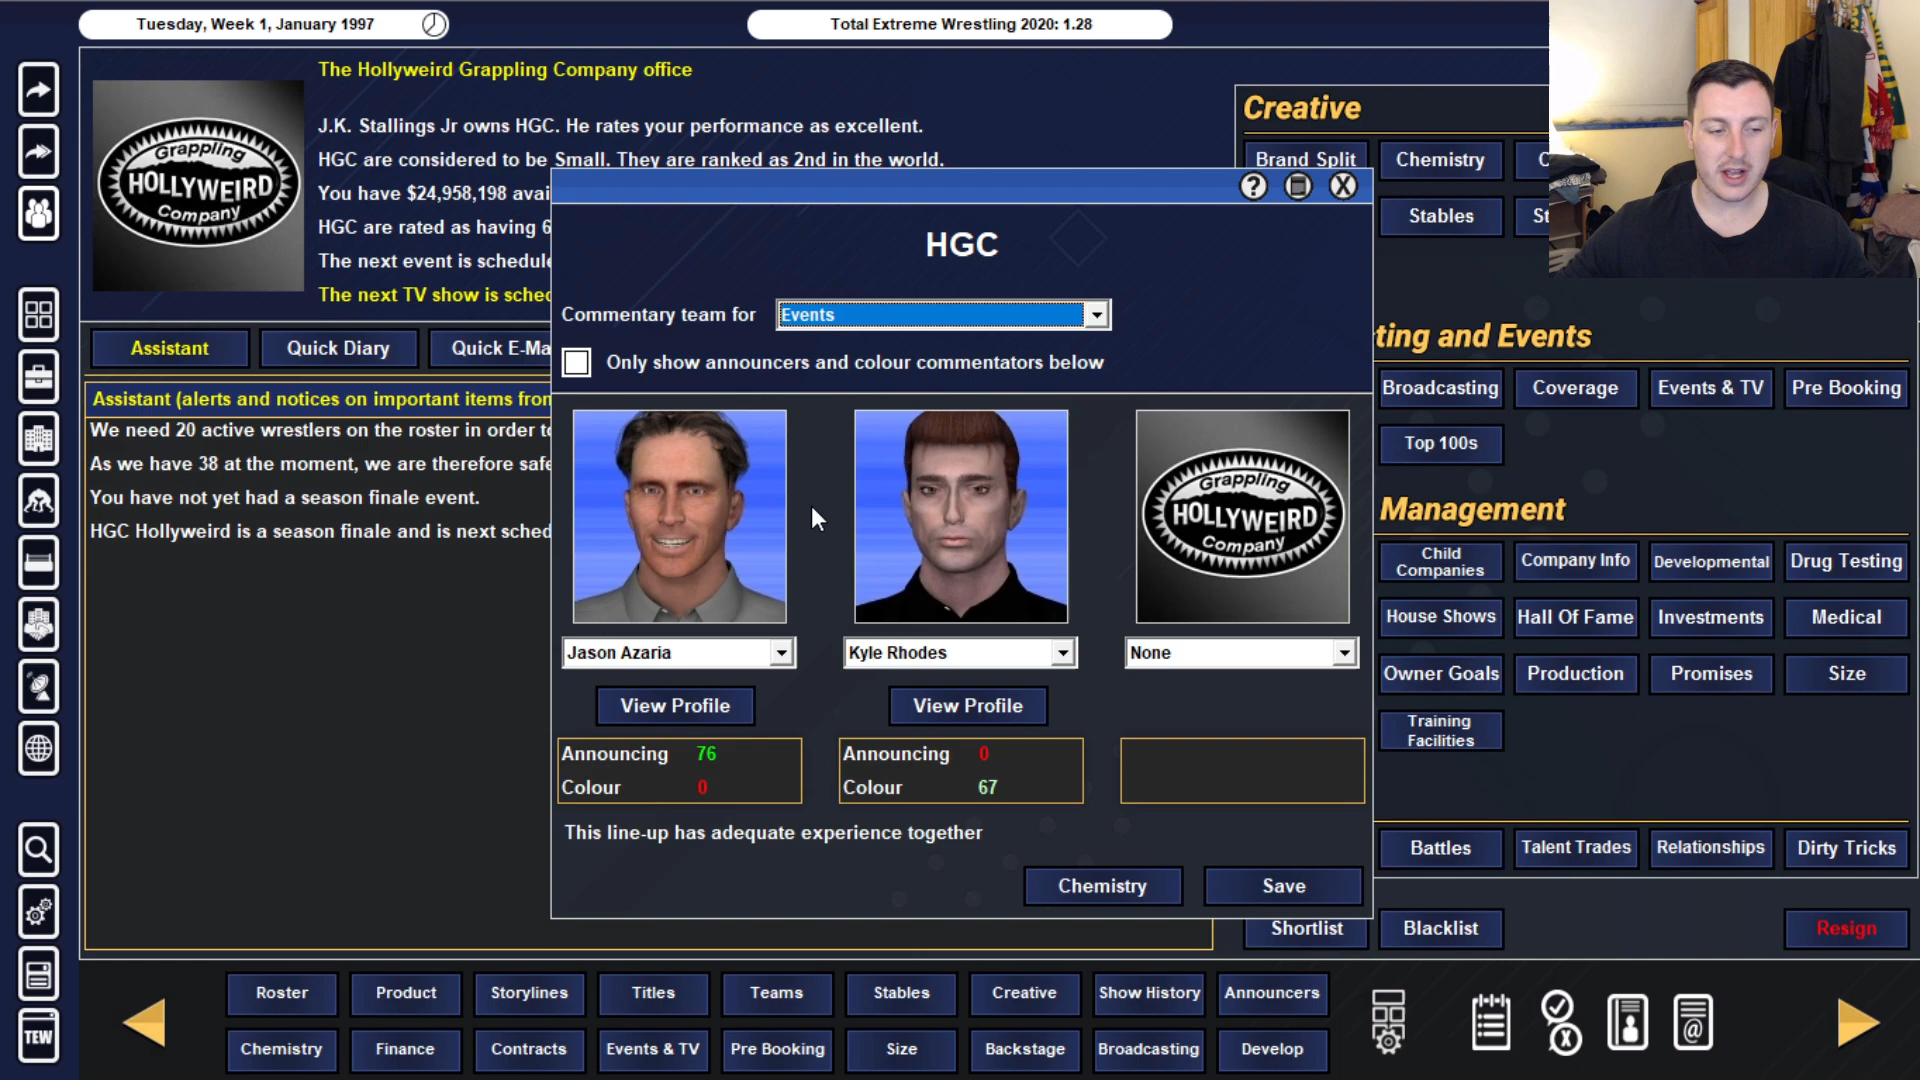 Tuesday, Week 1, January 1997
Total Extreme Wrestling 2020: 1.28
The Hollyweird Grappling Company office
J.K. Stallings Jr owns HGC. He rates your performance as excellent.
HGC are considered to be Small. They are ranked as 2nd in the world.
You have $24,958,198 avai
HGC are rated as having 6
The next event is schedule
The next TV show is sched
Grappling
HOLLYWEIRD
Company
Creative
Brand Split
Chemistry
C
Stables
St
HGC
Commentary team for
Events
Only show announcers and colour commentators below
Assistant
Quick Diary
Quick E-Ma
Assistant (alerts and notices on important items from
We need 20 active wrestlers on the roster in order to
As we have 38 at the moment, we are therefore safe
You have not yet had a season finale event.
HGC Hollyweird is a season finale and is next sched
Grappling
HOLLYWEIRD
Company
Jason Azaria
Kyle Rhodes
None
View Profile
View Profile
Announcing 76
Colour 0
Announcing 0
Colour 67
This line-up has adequate experience together
Chemistry
Save
ting and Events
Broadcasting
Coverage
Events & TV
Pre Booking
Top 100s
Management
Child Companies
Company Info
Developmental
Drug Testing
House Shows
Hall Of Fame
Investments
Medical
Owner Goals
Production
Promises
Size
Training Facilities
Battles
Talent Trades
Relationships
Dirty Tricks
Shortlist
Blacklist
Resign
Roster
Product
Storylines
Titles
Teams
Stables
Creative
Show History
Announcers
Chemistry
Finance
Contracts
Events & TV
Pre Booking
Size
Backstage
Broadcasting
Develop
TEW